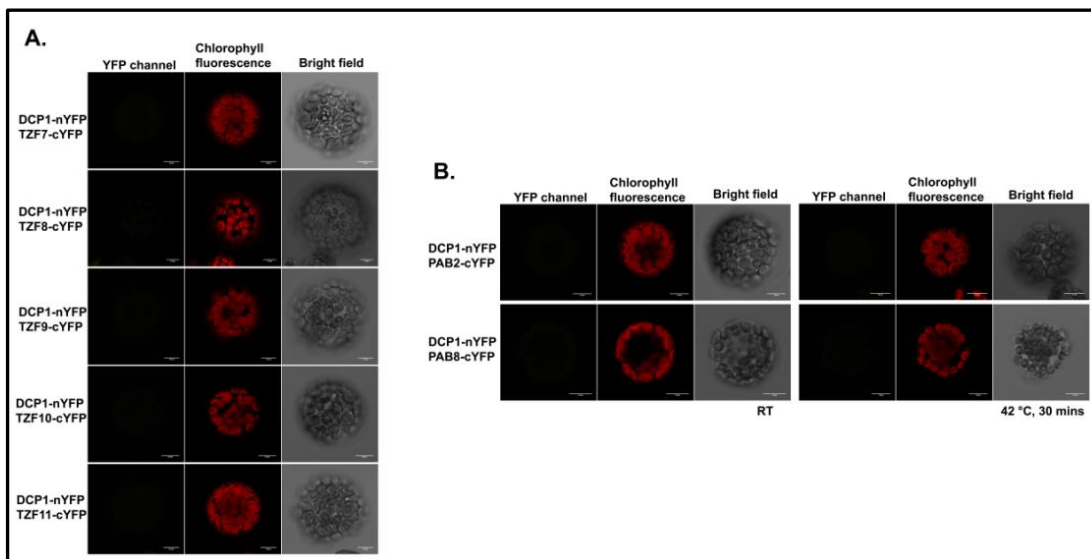 A.
YFP channel
Chlorophyll
fluorescence
Bright field
DCP1-nYFP
TZF7-cYFP
DCP1-nYFP
TZF8-cYFP
DCP1-nYFP
TZF9-cYFP
DCP1-nYFP
TZF10-cYFP
DCP1-nYFP
TZF11-cYFP
B.
YFP channel
Chlorophyll
fluorescence
Bright field
YFP channel
Chlorophyll
fluorescence
Bright field
DCP1-nYFP
PAB2-cYFP
DCP1-nYFP
PAB8-cYFP
RT
42 °C, 30 mins